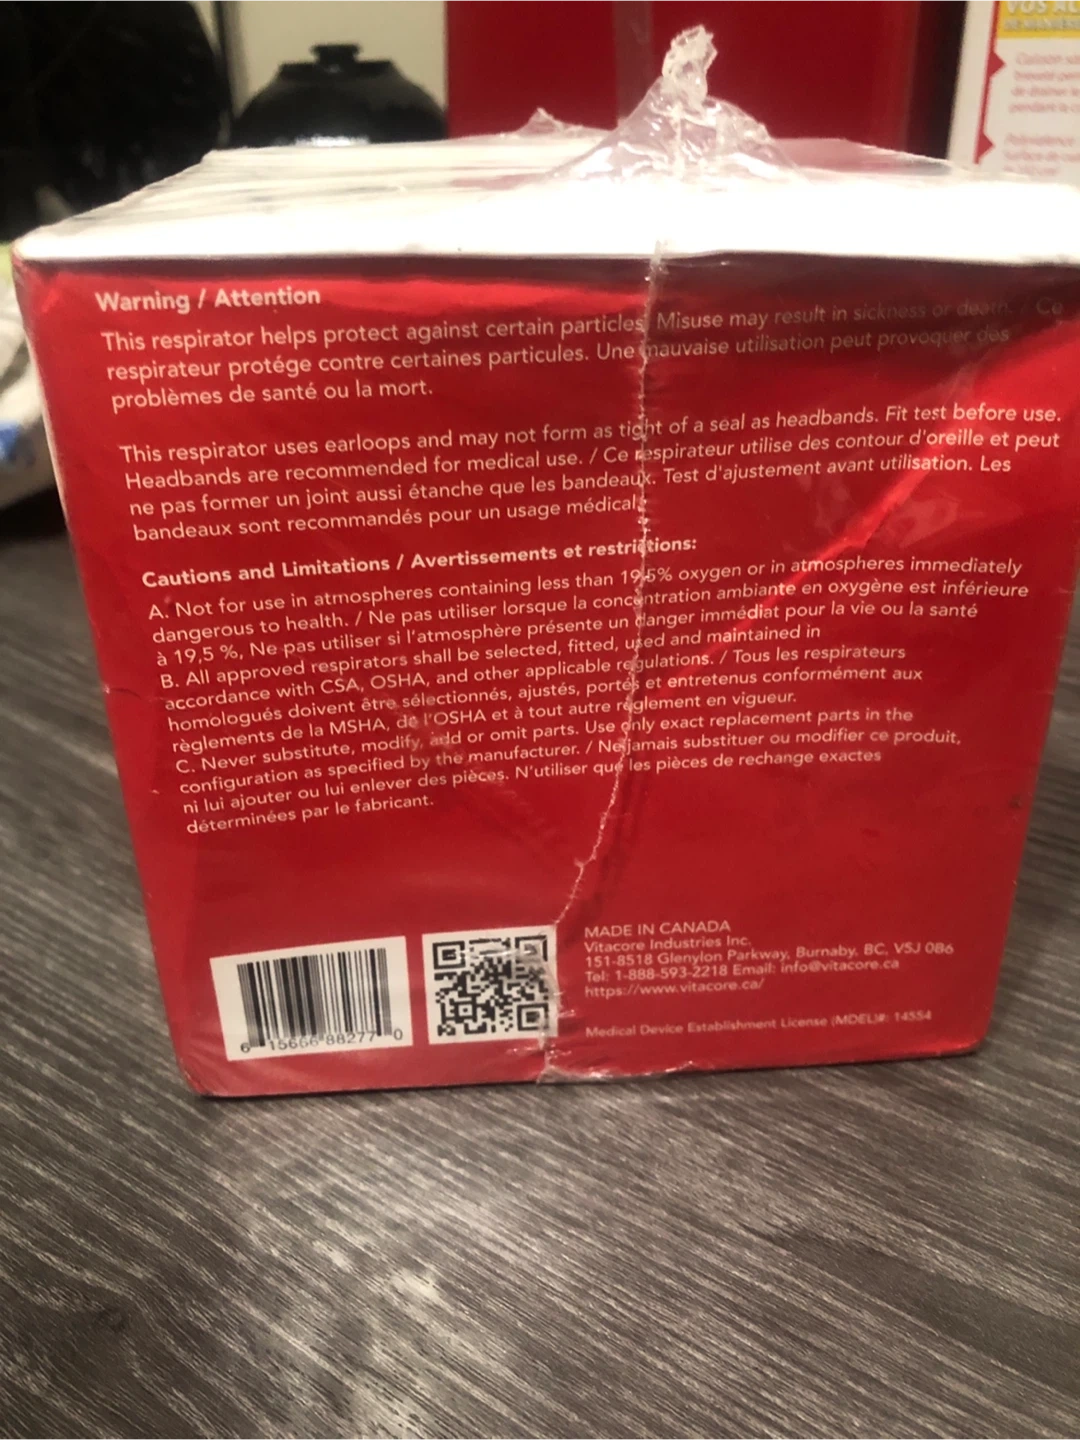 VOS AL
Warning / Attention
This respirator helps protect against certain particles. Misuse may result in sickness or death. / Ce
respirateur protége contre certaines particules. Une mauvaise utilisation peut provoquer des
problèmes de santé ou la mort.
This respirator uses earloops and may not form as tight of a seal as headbands. Fit test before use.
Headbands are recommended for medical use. / Ce respirateur utilise des contour d'oreille et peut
ne pas former un joint aussi étanche que les bandeaux. Test d'ajustement avant utilisation. Les
bandeaux sont recommandés pour un usage médical.
Cautions and Limitations / Avertissements et restrictions:
A. Not for use in atmospheres containing less than 19.5% oxygen or in atmospheres immediately
dangerous to health. / Ne pas utiliser lorsque la concentration ambiante en oxygène est inférieure
à 19,5 %, Ne pas utiliser si l'atmosphère présente un danger immédiat pour la vie ou la santé
B. All approved respirators shall be selected, fitted, used and maintained in
accordance with CSA, OSHA, and other applicable regulations. / Tous les respirateurs
homologués doivent être sélectionnés, ajustés, portés et entretenus conformément aux
règlements de la MSHA, de l'OSHA et à tout autre règlement en vigueur.
C. Never substitute, modify, add or omit parts. Use only exact replacement parts in the
configuration as specified by the manufacturer. / Ne jamais substituer ou modifier ce produit,
ni lui ajouter ou lui enlever des pièces. N'utiliser que les pièces de rechange exactes
déterminées par le fabricant.
MADE IN CANADA
Vitacore Industries Inc.
151-8518 Glenlyon Parkway, Burnaby, BC, V5J 0B6
Tel: 1-888-593-2218 Email: info@vitacore.ca
https://www.vitacore.ca/
Medical Device Establishment License (MDEL)#: 14554
6 15666 88277 0